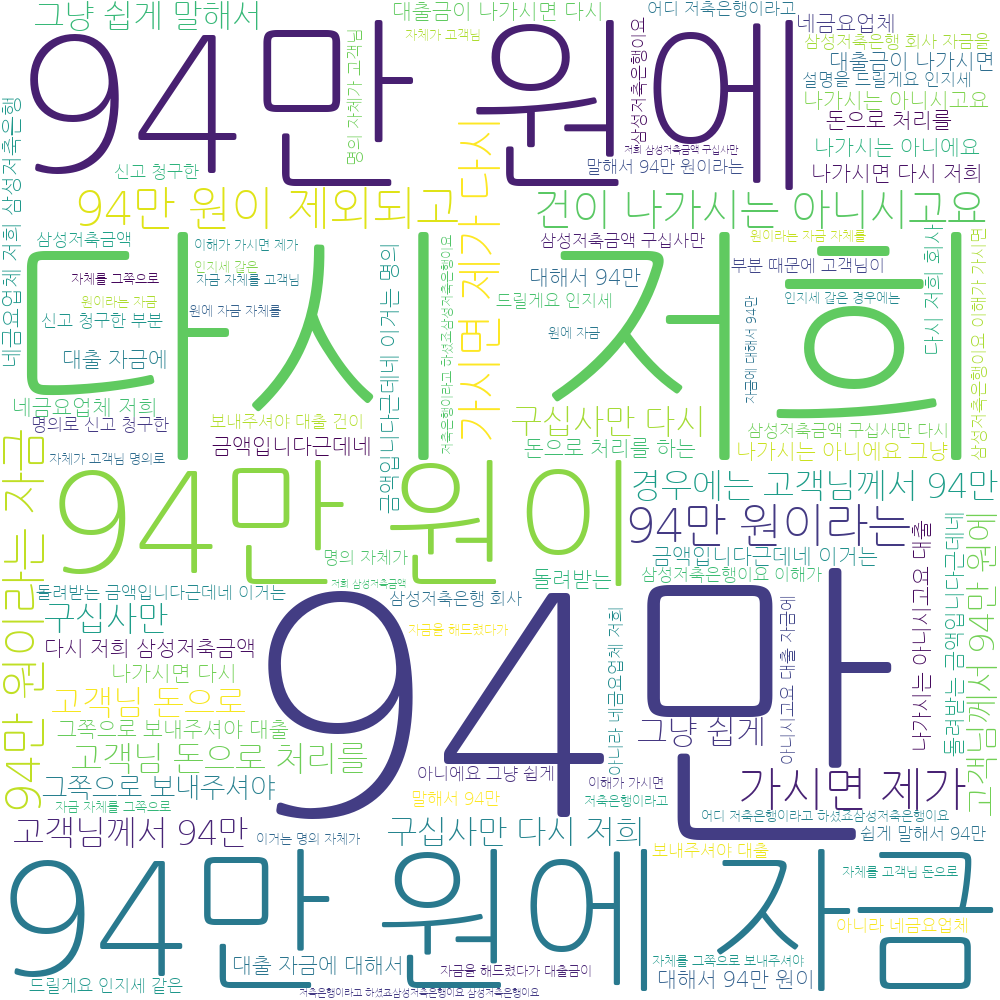 그냥 쉽게 말해서
대출금이 나가시면 다시
어디 저축은행이라고
네금요업체
자체가 고객님
삼성저축은행 회사 자금을
94만 원에
명의 자체가 고객님
삼성저축은행이요
대출금이 나가시면
설명을 드릴게요 인지세
나가시는 아니시고요
돈으로 처리를
나가시는 아니에요
저희 삼성저축금액 구십사만
신고 청구한
말해서 94만 원이라는
나가시면 다시 저희
네금요업체 저희 삼성저축은행
94만 원이 제외되고
가시면 제가 다시
건이 나가시는 아니시고요
삼성저축금액
이해가 가시면 제가
삼성저축금액 구십사만
원이라는 자금 자체를
다시 저희 회사
삼성저축은행이요 이해가 가시면
인지세 같은
부분 때문에 고객님이
자체를 그쪽으로
자금 자체를 고객님
대해서 94만
다시 저희
원이라는 자금
드릴게요 인지세
인지세 같은 경우에는
신고 청구한 부분
원에 자금 자체를
금액입니다근데네 이거는 명의
저축은행이라고 하셨죠삼성저축은행이요
자금에 대해서 94만
원에 자금
대출 자금에
네금요업체 저희
보내주셔야 대출 건이
구십사만 다시
명의로 신고 청구한
삼성저축금액 구십사만 다시
금액입니다근데네
돈으로 처리를 하는
나가시는 아니에요 그냥
자체가 고객님 명의로
94만 원이라는 자금
94만 원이
경우에는 고객님께서 94만
94만 원이라는
명의 자체가
금액입니다근데네 이거는
저희 삼성저축금액
돌려받는
삼성저축은행이요 이해가
돌려받는 금액입니다근데네 이거는
삼성저축은행 회사
나가시는 아니시고요 대출
돌려받는 금액입니다근데네
고객님께서 94만 원에
구십사만
자금을 해드렸다가
아니라 네금요업체 저희
아니시고요 대출 자금에
94만
다시 저희 삼성저축금액
나가시면 다시
고객님 돈으로
그쪽으로 보내주셔야 대출
그냥 쉽게
고객님 돈으로 처리를
아니에요 그냥 쉽게
이해가 가시면
가시면 제가
그쪽으로 보내주셔야
말해서 94만
저축은행이라고
자금 자체를 그쪽으로
어디 저축은행이라고 하셨죠삼성저축은행이요
고객님께서 94만
이거는 명의 자체가
구십사만 다시 저희
쉽게 말해서 94만
보내주셔야 대출
94만 원에 자금
자체를 고객님 돈으로
아니라 네금요업체
대출 자금에 대해서
자금을 해드렸다가 대출금이
자체를 그쪽으로 보내주셔야
대해서 94만 원이
드릴게요 인지세 같은
저축은행이라고 하셨죠삼성저축은행이요 삼성저축은행이요